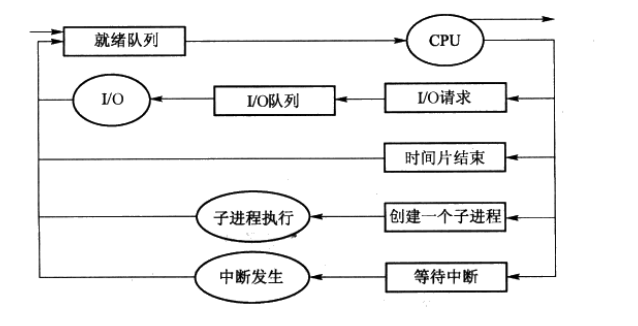 就绪队列
CPU
I/O
I/O队列
I/O请求
时间片结束
子进程执行
创建一个子进程
中断发生
等待中断